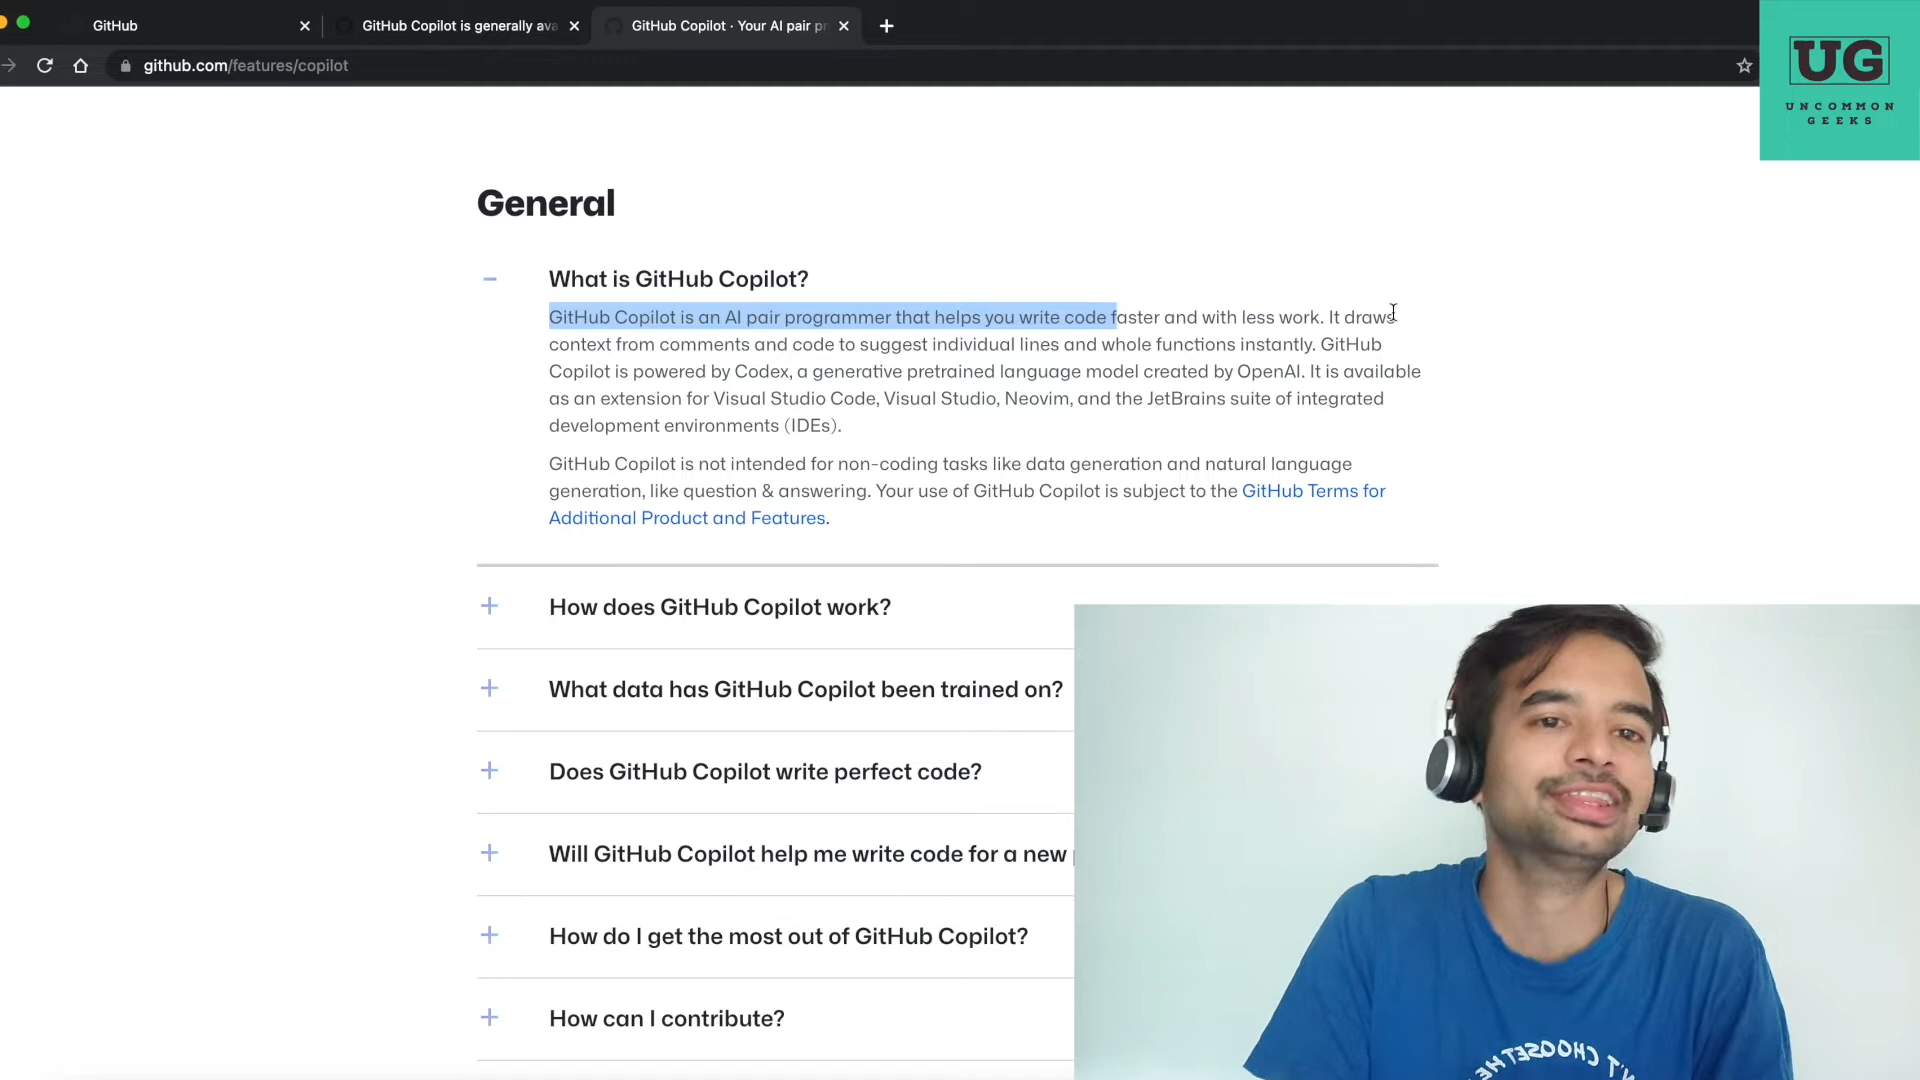 GitHub
GitHub Copilot is generally ava
GitHub Copilot · Your AI pair pr
github.com/features/copilot
UG
UNCOMMON
GEEKS
General
What is GitHub Copilot?
GitHub Copilot is an AI pair programmer that helps you write code faster and with less work. It draws
context from comments and code to suggest individual lines and whole functions instantly. GitHub
Copilot is powered by Codex, a generative pretrained language model created by OpenAI. It is available
as an extension for Visual Studio Code, Visual Studio, Neovim, and the JetBrains suite of integrated
development environments (IDEs).
GitHub Copilot is not intended for non-coding tasks like data generation and natural language
generation, like question & answering. Your use of GitHub Copilot is subject to the GitHub Terms for
Additional Product and Features.
How does GitHub Copilot work?
What data has GitHub Copilot been trained on?
Does GitHub Copilot write perfect code?
Will GitHub Copilot help me write code for a new
How do I get the most out of GitHub Copilot?
How can I contribute?